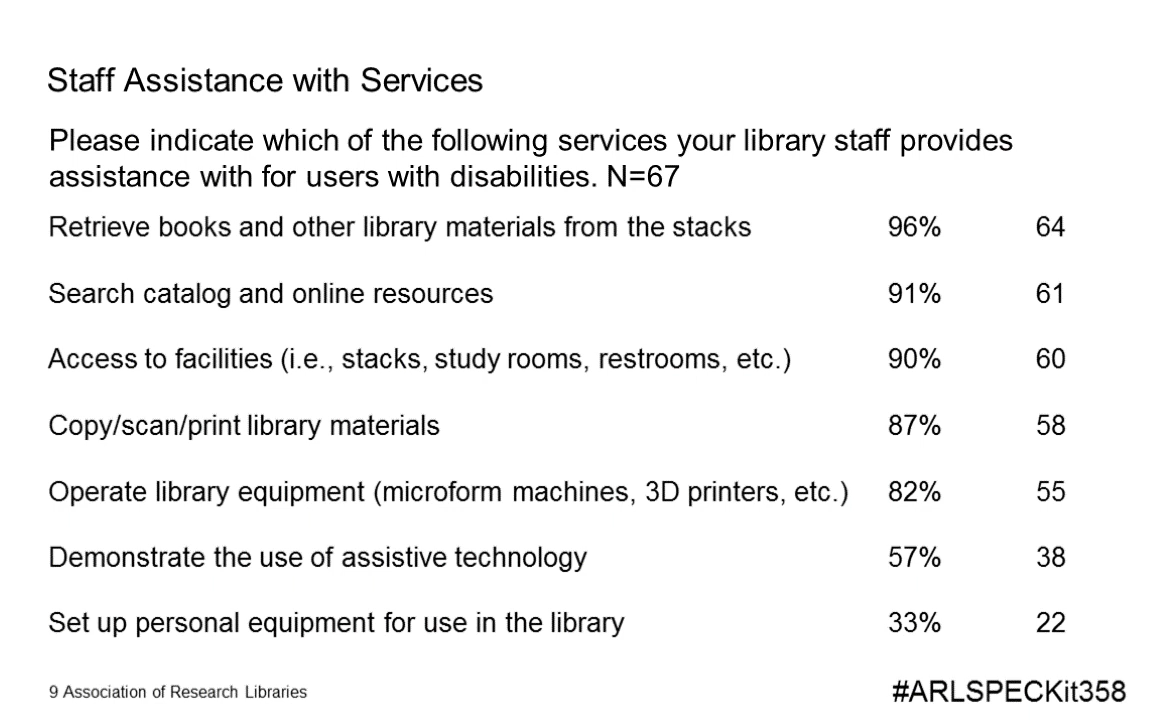 Staff Assistance with Services
Please indicate which of the following services your library staff provides
assistance with for users with disabilities. N=67
Retrieve books and other library materials from the stacks 96% 64
Search catalog and online resources 91% 61
Access to facilities (i.e., stacks, study rooms, restrooms, etc.) 90% 60
Copy/scan/print library materials 87% 58
Operate library equipment (microform machines, 3D printers, etc.) 82% 55
Demonstrate the use of assistive technology 57% 38
Set up personal equipment for use in the library 33% 22
9 Association of Research Libraries #ARLSPECKit358